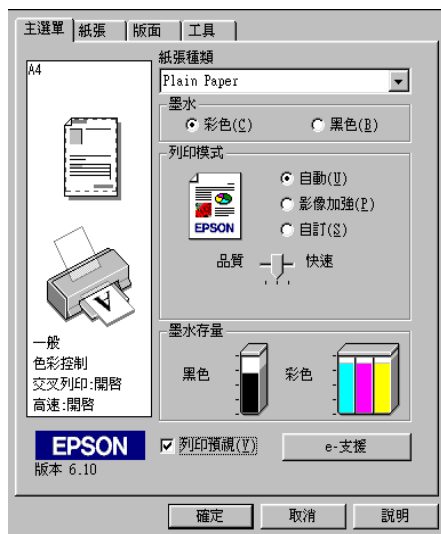 主選單 紙張 版面 工具
A4
紙張種類
Plain Paper
墨水
彩色(C) 黑色(B)
列印模式
EPSON
自動(U)
影像加強(P)
自訂(S)
品質 快速
A
一般
色彩控制
交叉列印:開啓
高速:開啓
墨水存量
黑色 彩色
EPSON
版本 6.10
列印預視(Y) e-支援
確定 取消 說明